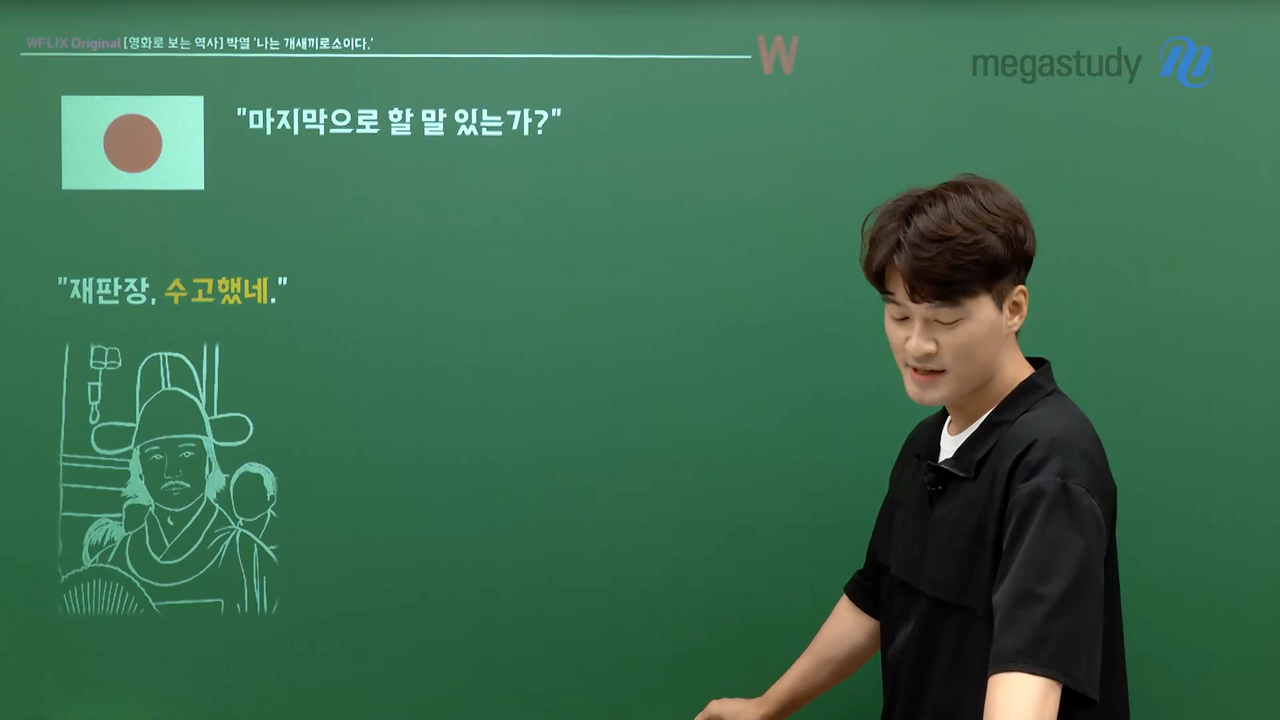 WFLIX Original [영화로 보는 역사] 박열 '나는 개새끼로소이다.'
W
megastudy
"마지막으로 할 말 있는가?"
"재판장, 수고했네."